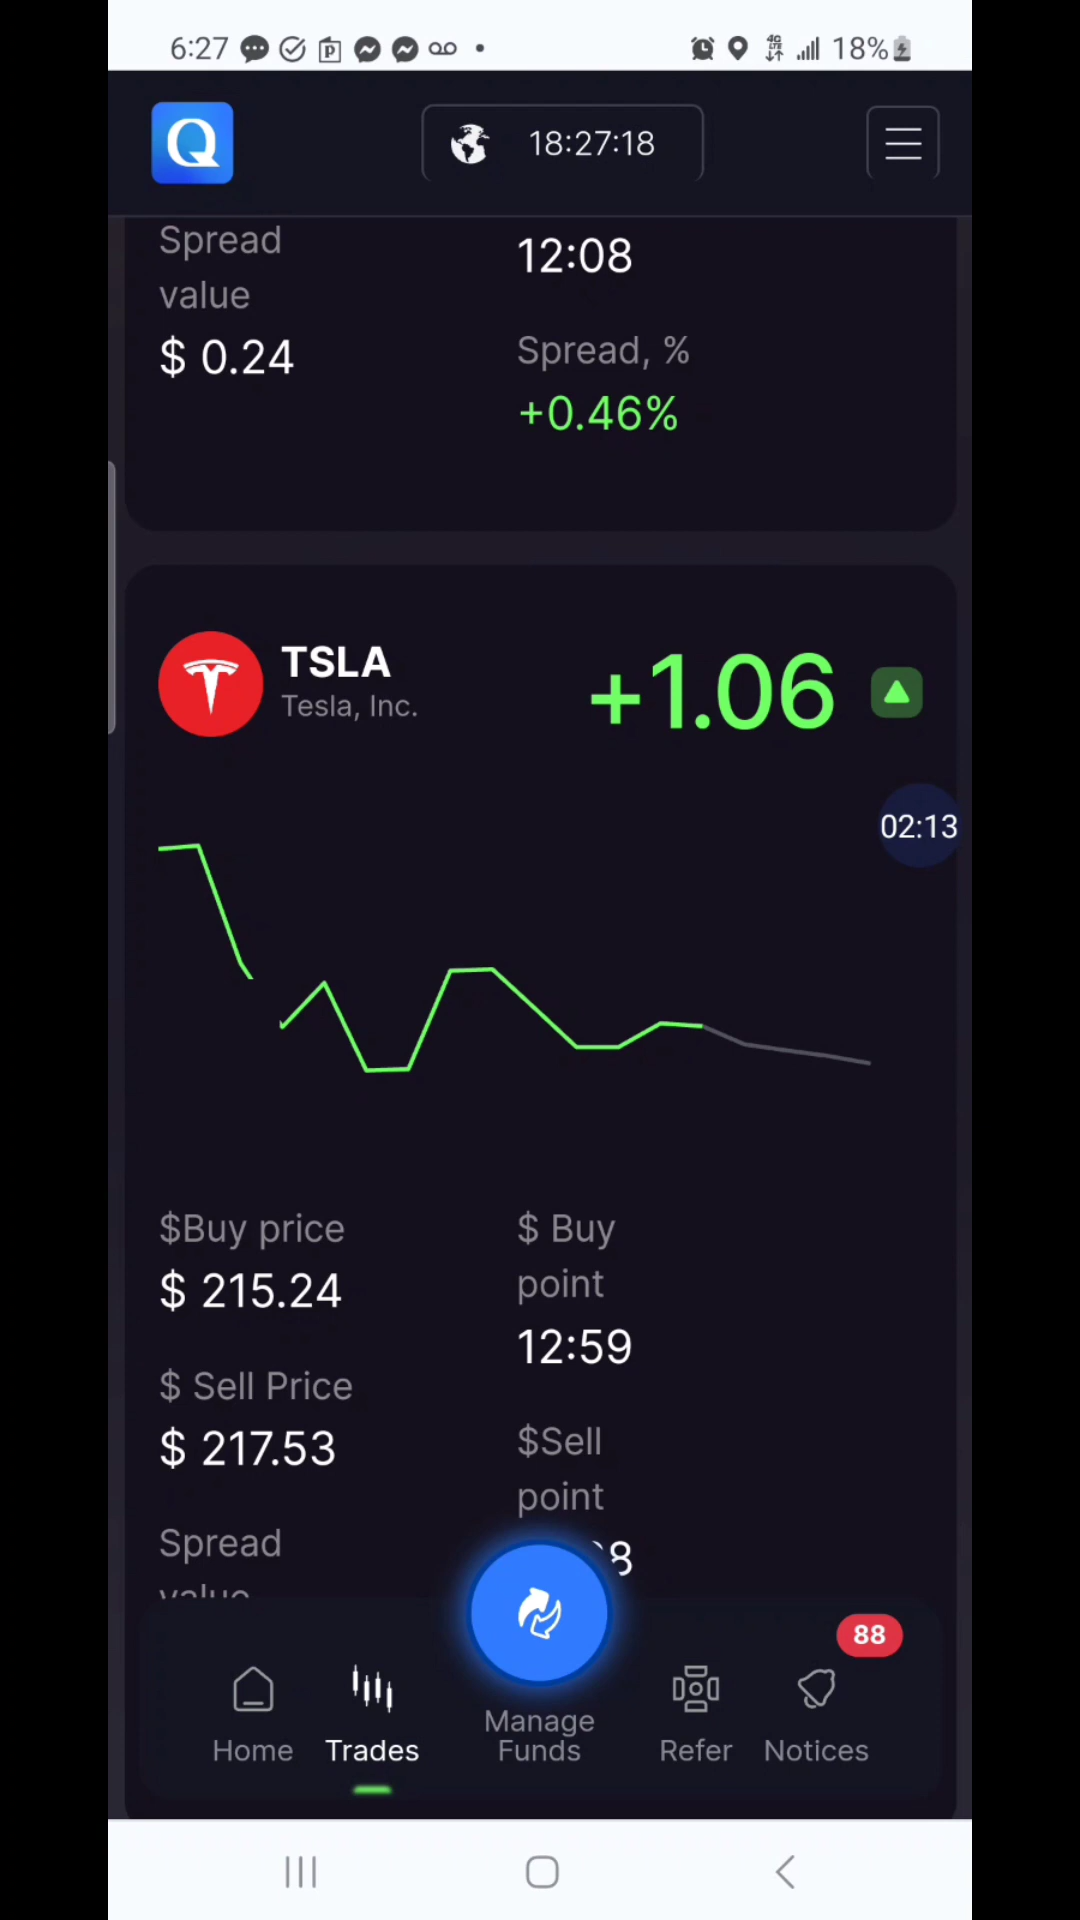 6:27
18%
Q
18:27:18
Spread
value
$ 0.24
12:08
Spread, %
+0.46%
TSLA
Tesla, Inc.
+1.06
02:13
$Buy price
$ 215.24
$ Buy
point
12:59
$ Sell Price
$ 217.53
$Sell
point
8
Spread
value
88
Home
Trades
Manage
Funds
Refer
Notices